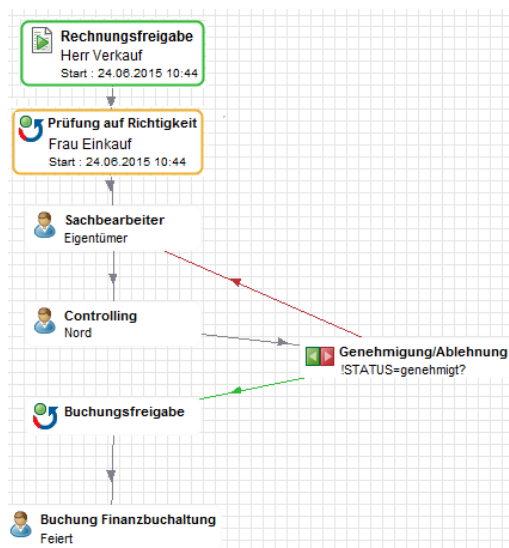 Rechnungsfreigabe
Herr Verkauf
Start : 24.06.2015 10:44
Prüfung auf Richtigkeit
Frau Einkauf
Start : 24.06.2015 10:44
Sachbearbeiter
Eigentümer
Controlling
Nord
Genehmigung/Ablehnung
!STATUS=genehmigt?
Buchungsfreigabe
Buchung Finanzbuchaltung
Feiert